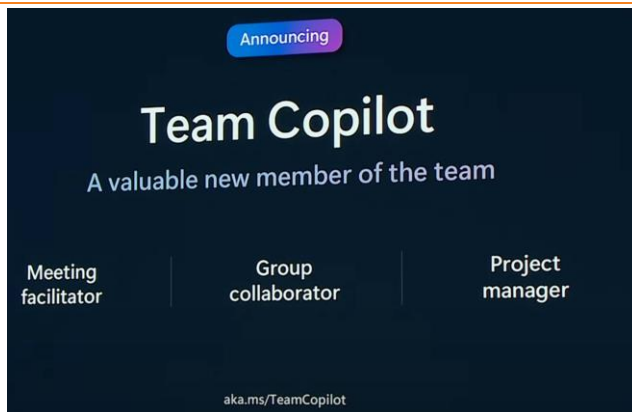 Announcing
Team Copilot
A valuable new member of the team
Meeting
facilitator
Group
collaborator
Project
manager
aka.ms/TeamCopilot